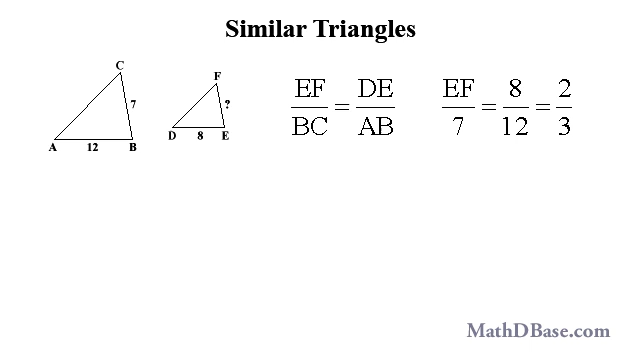 Similar Triangles
C
F
7
?
A
12
B
D
8
E
EF/BC = DE/AB
EF/7 = 8/12 = 2/3
MathDBase.com